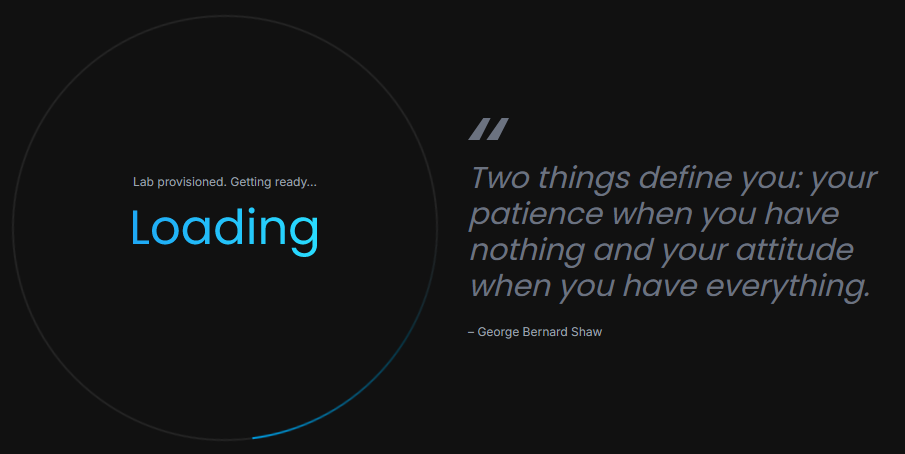 Lab provisioned. Getting ready...
Loading
"
Two things define you: your
patience when you have
nothing and your attitude
when you have everything.
– George Bernard Shaw